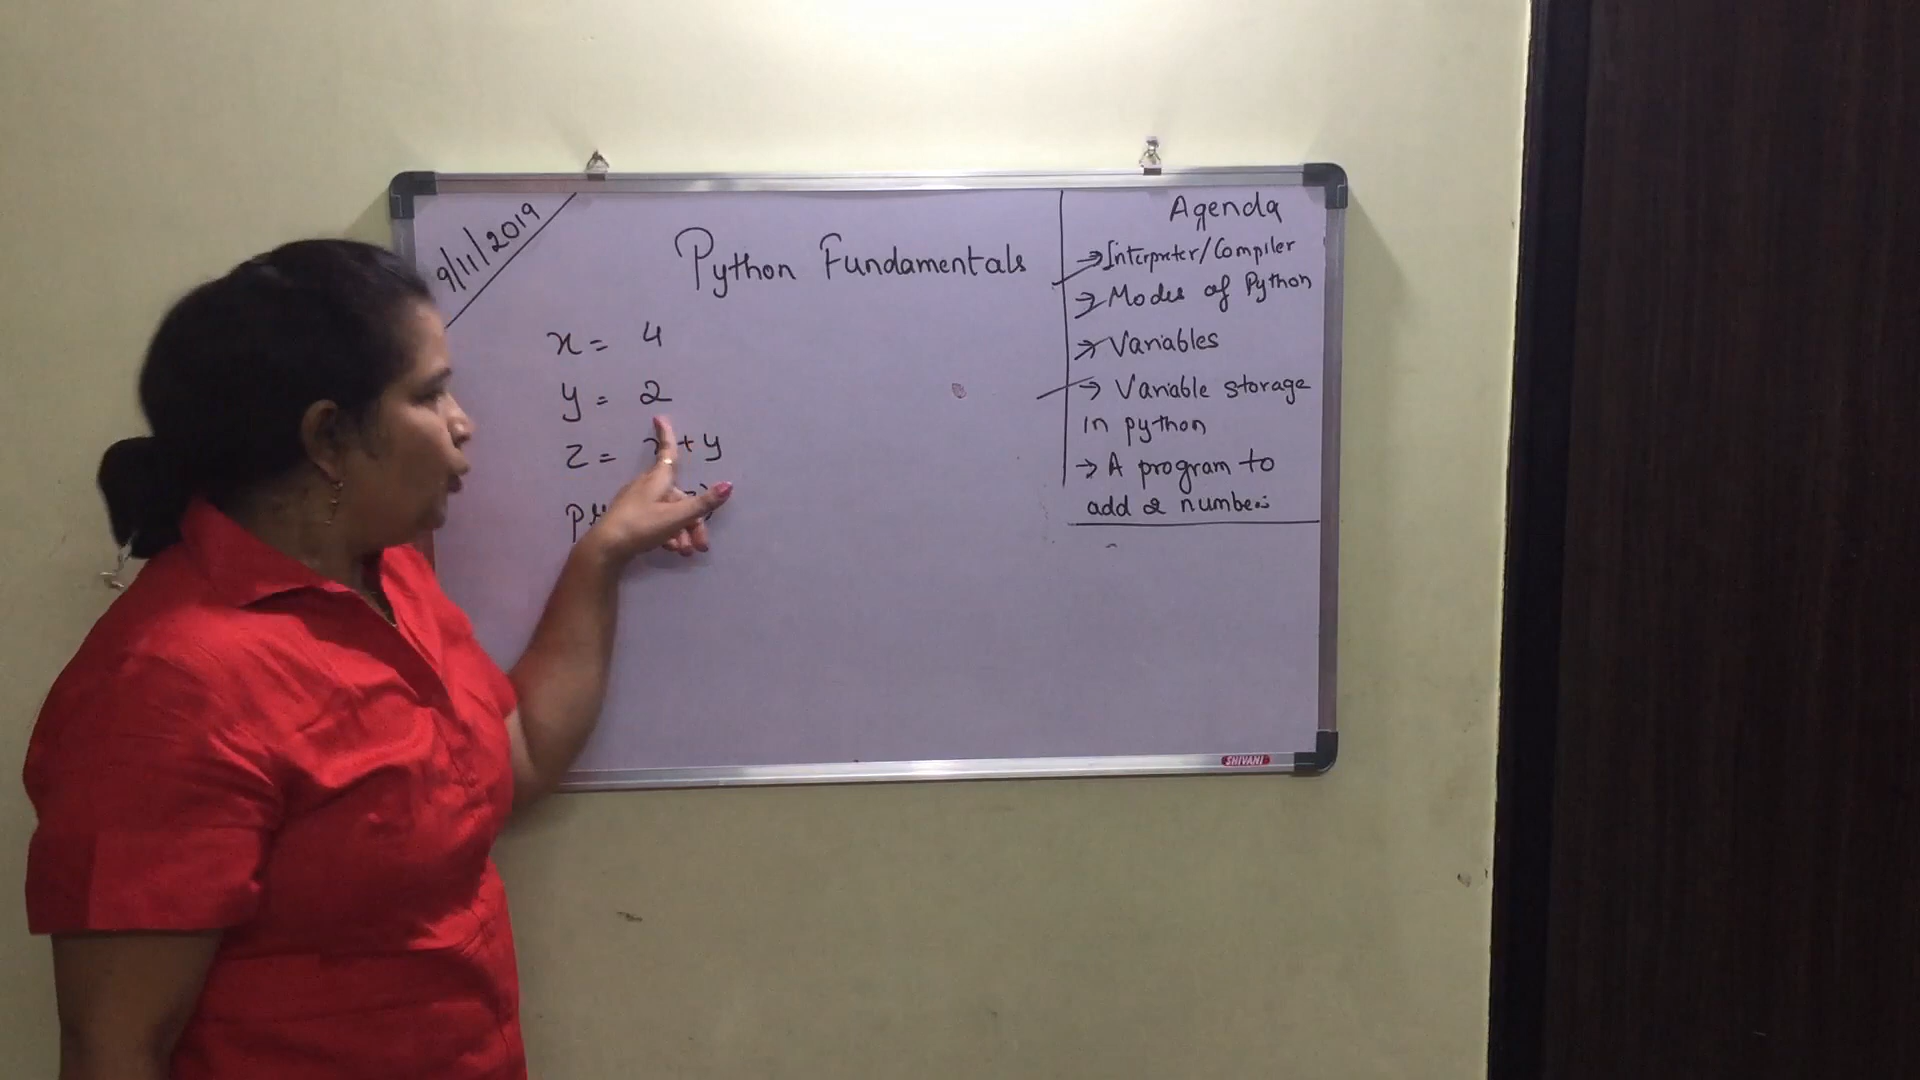 9/11/2019
Python Fundamentals
x = 4
y = 2
z = x + y
Agenda
→ Interpreter/Compiler
→ Modes of Python
→ Variables
→ Variable storage
in python
→ A program to
add 2 numbers
SHIVANI